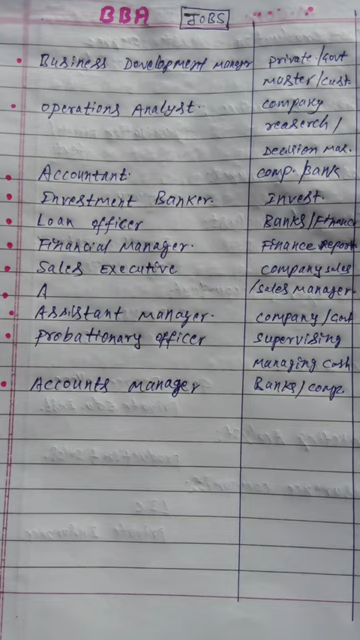 BBA JOBS
Business Development manager private/Govt
master/cust
operations Analyst. company
reaserch/
Decision mak.
Accountant. comp./bank
Investment Banker. Invest.
Loan officer Banks/Finance
Financial Manager. Finance report
Sales Executive company sales
A /sales manager.
Assistant manager. company/Cost
probationary officer supervising
managing cash
Accounts manager Banks/comp.